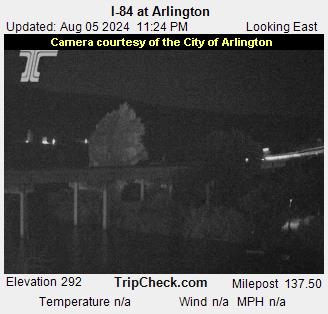 I-84 at Arlington
Updated: Aug 05 2024 11:24 PM Looking East
Camera courtesy of the City of Arlington
Elevation 292 TripCheck.com Milepost 137.50
Temperature n/a Wind n/a MPH n/a